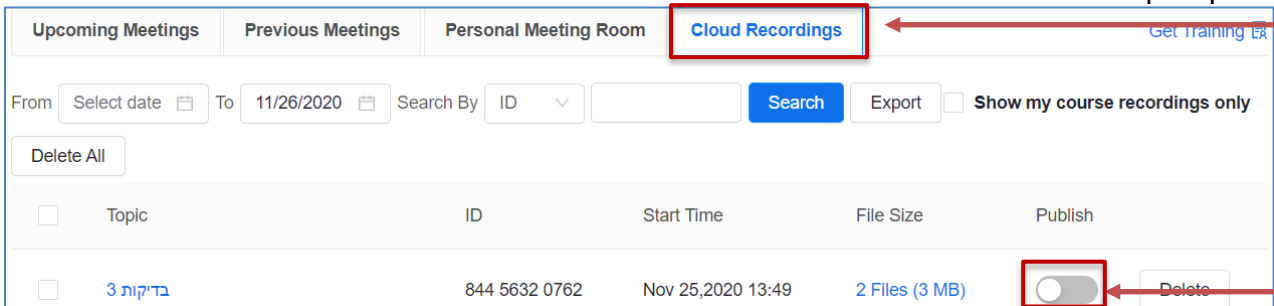 Upcoming Meetings Previous Meetings Personal Meeting Room Cloud Recordings Get Training
From Select date To 11/26/2020 Search By ID Search Export Show my course recordings only
Delete All
Topic ID Start Time File Size Publish
בדיקות 3 844 5632 0762 Nov 25,2020 13:49 2 Files (3 MB) Delete